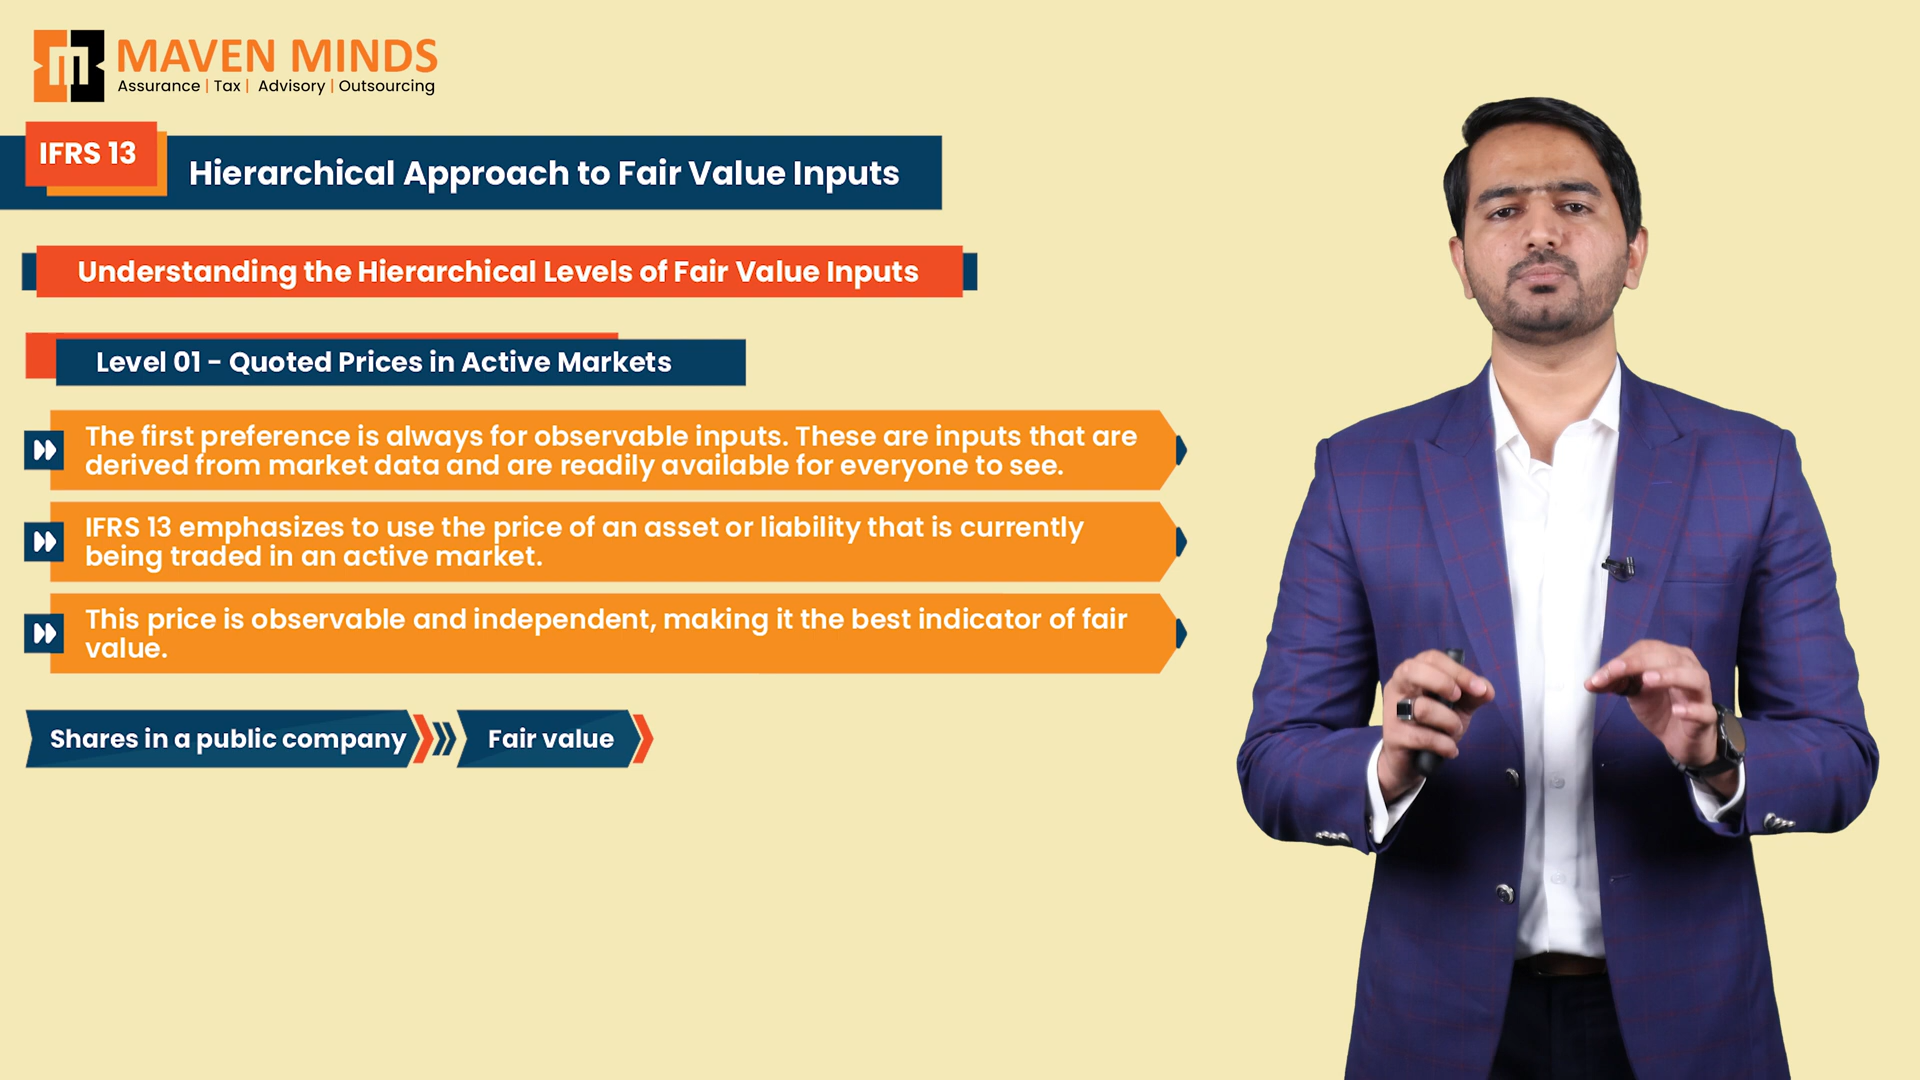 MAVEN MINDS
Assurance | Tax | Advisory | Outsourcing
IFRS 13
Hierarchical Approach to Fair Value Inputs
Understanding the Hierarchical Levels of Fair Value Inputs
Level 01 - Quoted Prices in Active Markets
The first preference is always for observable inputs. These are inputs that are
derived from market data and are readily available for everyone to see.
IFRS 13 emphasizes to use the price of an asset or liability that is currently
being traded in an active market.
This price is observable and independent, making it the best indicator of fair
value.
Shares in a public company
Fair value